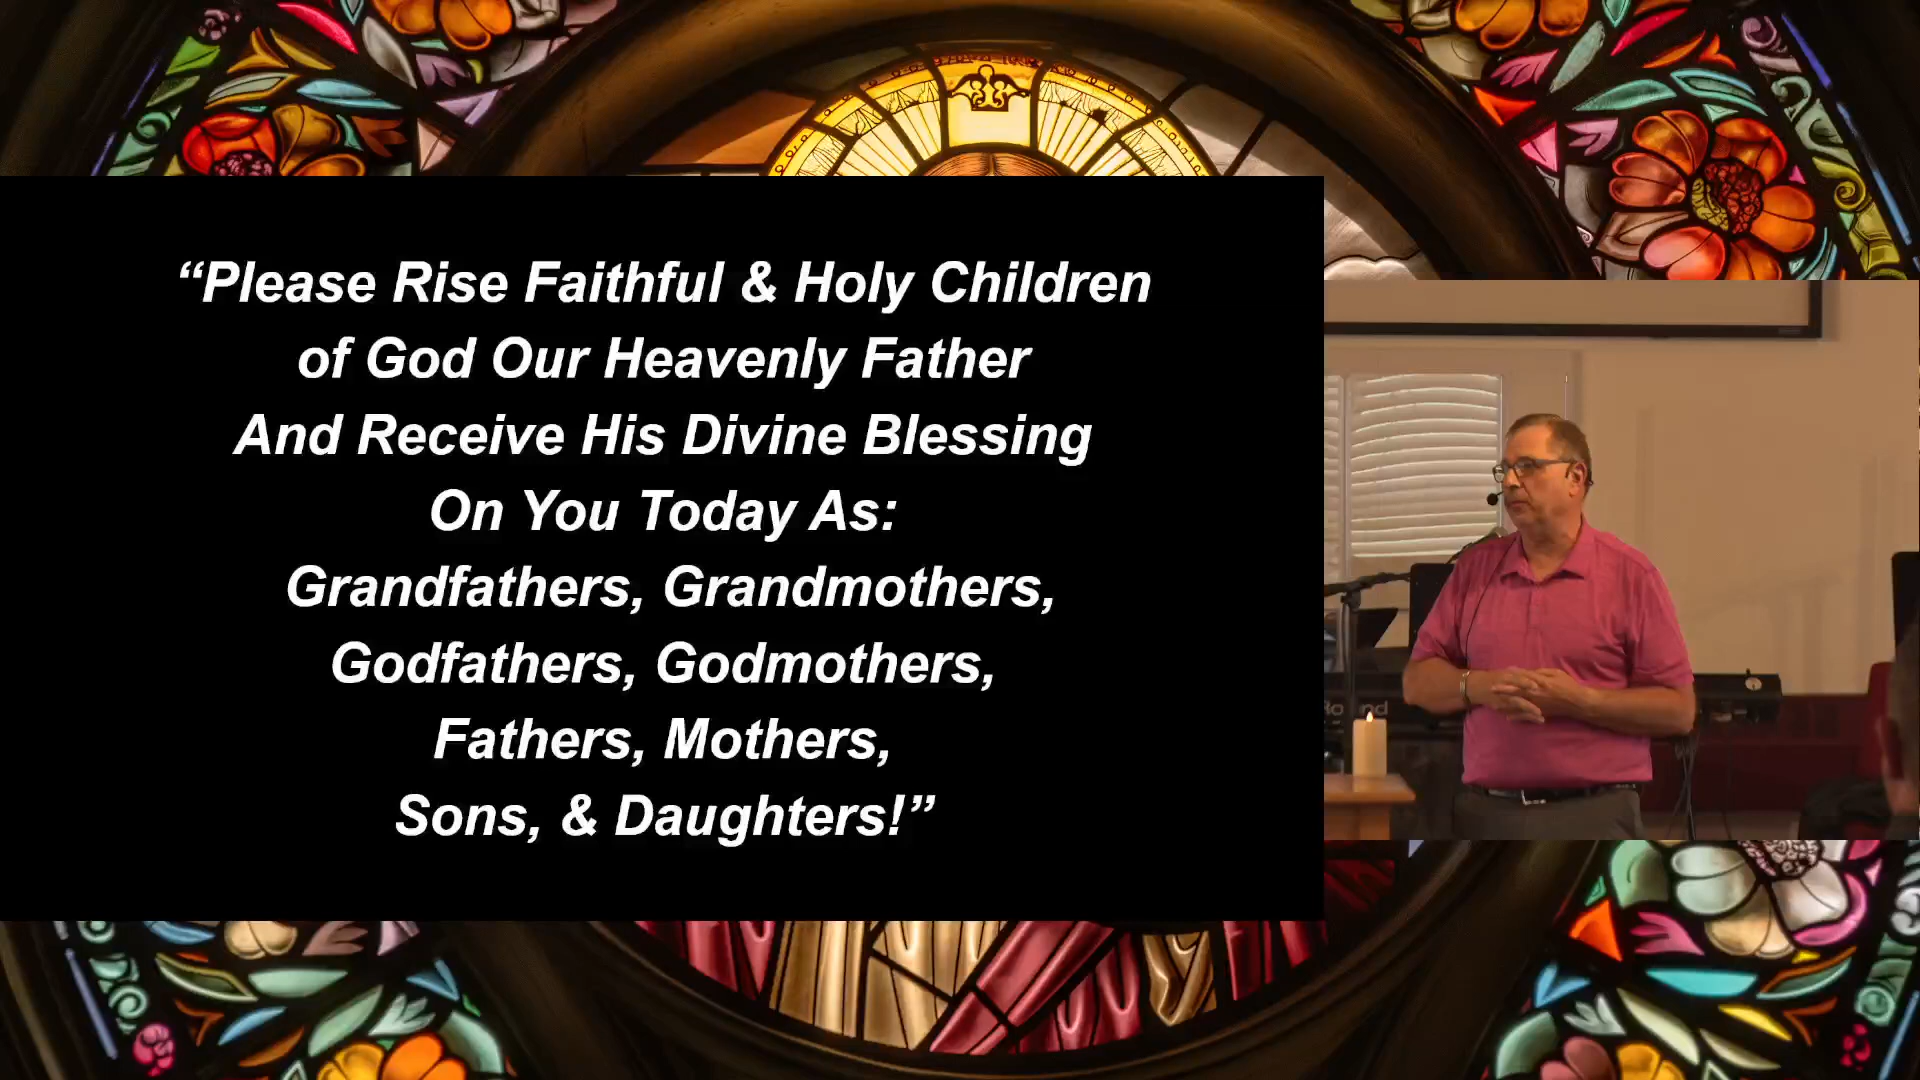 “Please Rise Faithful & Holy Children
of God Our Heavenly Father
And Receive His Divine Blessing
On You Today As:
Grandfathers, Grandmothers,
Godfathers, Godmothers,
Fathers, Mothers,
Sons, & Daughters!”
Roland